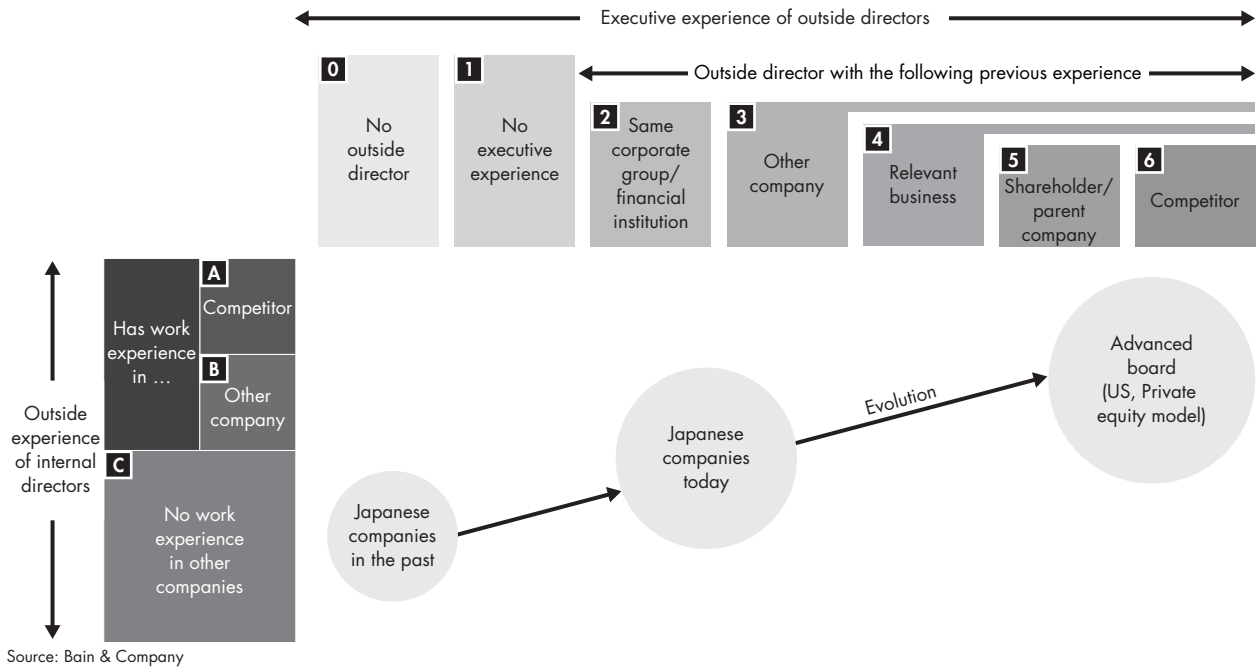 Executive experience of outside directors
0
No
outside
director
1
No
executive
experience
Outside director with the following previous experience
2
Same
corporate
group/
financial
institution
3
Other
company
4
Relevant
business
5
Shareholder/
parent
company
6
Competitor
Outside
experience
of internal
directors
Has work
experience
in …
A
Competitor
B
Other
company
C
No work
experience
in other
companies
Japanese
companies
in the past
Japanese
companies
today
Evolution
Advanced
board
(US, Private
equity model)
Source: Bain & Company